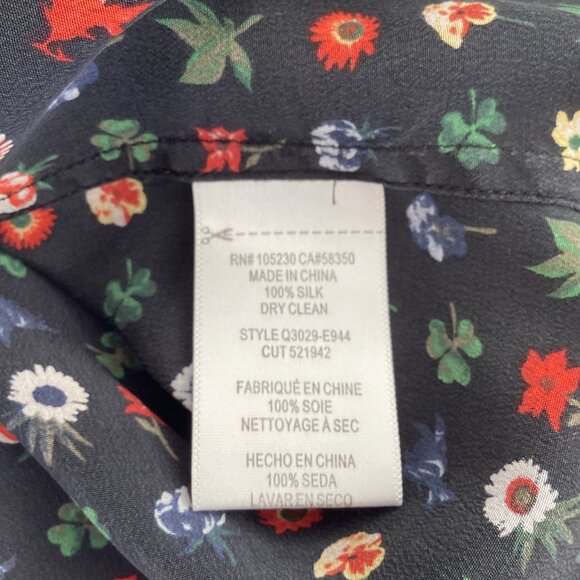 RN# 105230 CA#58350
MADE IN CHINA
100% SILK
DRY CLEAN
STYLE Q3029-E944
CUT 521942
FABRIQUÉ EN CHINE
100% SOIE
NETTOYAGE À SEC
HECHO EN CHINA
100% SEDA
LAVAR EN SECO